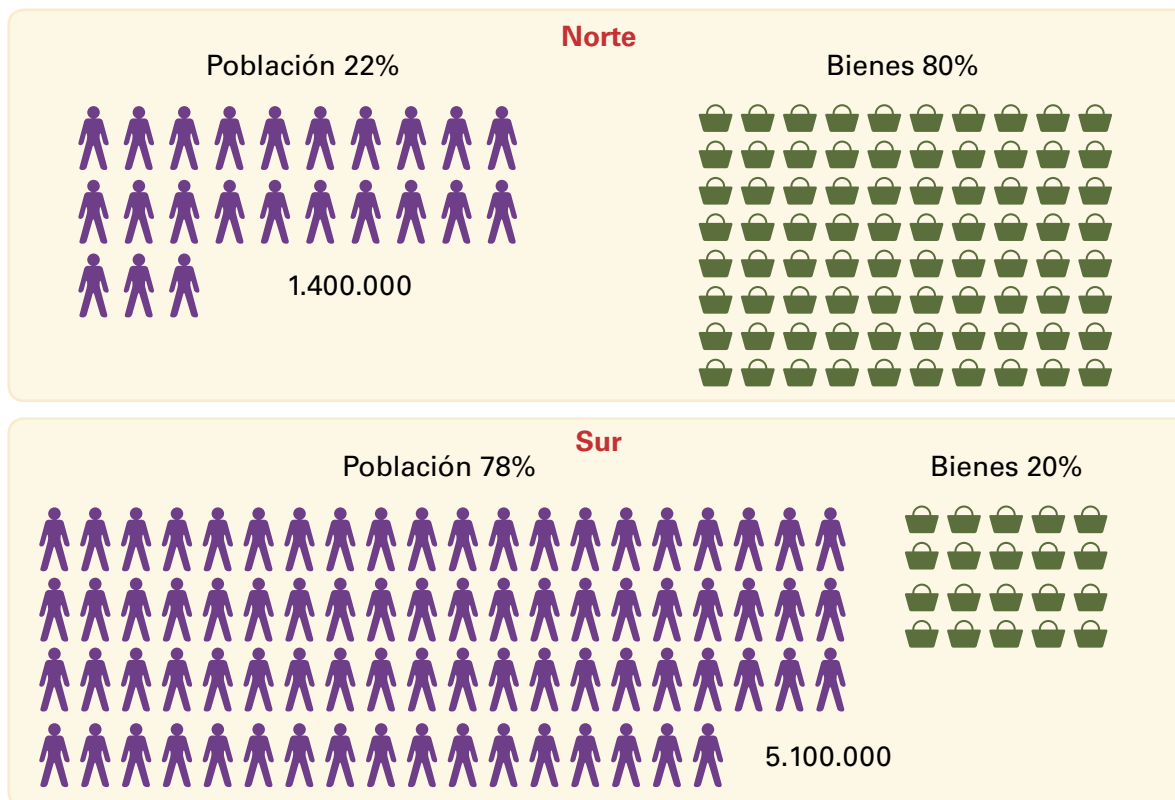 Norte
Población 22%
Bienes 80%
1.400.000
Sur
Población 78%
Bienes 20%
5.100.000